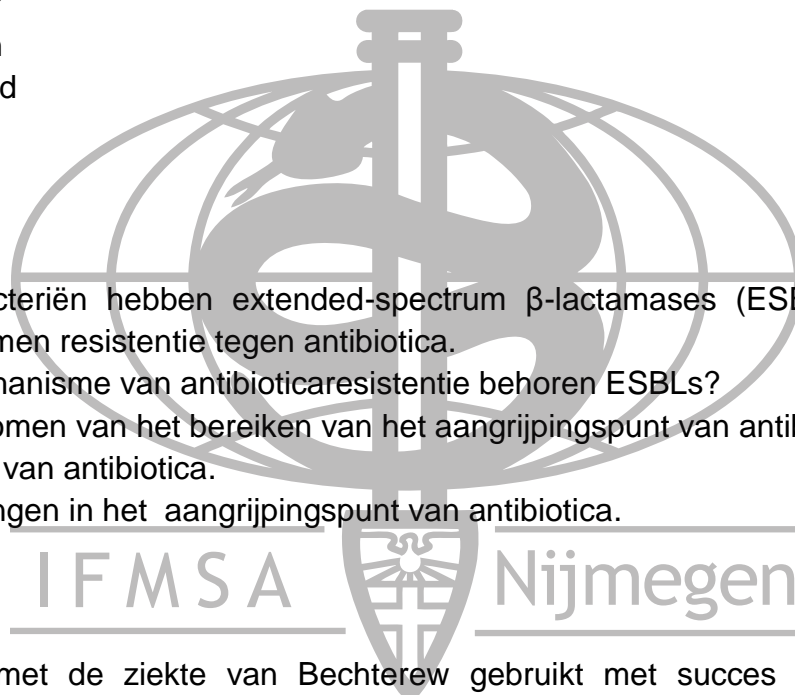 d
cteriën hebben extended-spectrum β-lactamases (ES
men resistentie tegen antibiotica.
hanisme van antibioticaresistentie behoren ESBLs?
omen van het bereiken van het aangrijpingspunt van anti
van antibiotica.
ngen in het aangrijpingspunt van antibiotica.
IFMSA Nijmegen
met de ziekte van Bechterew gebruikt met succes